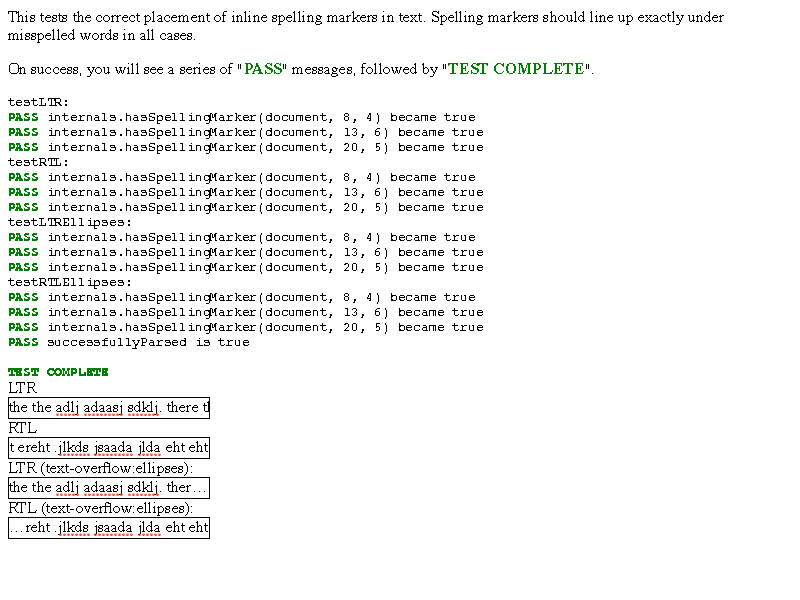 This tests the correct placement of inline spelling markers in text. Spelling markers should line up exactly under
misspelled words in all cases.
On success, you will see a series of "PASS" messages, followed by "TEST COMPLETE".
testLTR:
PASS internals.hasSpellingMarker(document, 8, 4) became true
PASS internals.hasSpellingMarker(document, 13, 6) became true
PASS internals.hasSpellingMarker(document, 20, 5) became true
testRTL:
PASS internals.hasSpellingMarker(document, 8, 4) became true
PASS internals.hasSpellingMarker(document, 13, 6) became true
PASS internals.hasSpellingMarker(document, 20, 5) became true
testLTREllipses:
PASS internals.hasSpellingMarker(document, 8, 4) became true
PASS internals.hasSpellingMarker(document, 13, 6) became true
PASS internals.hasSpellingMarker(document, 20, 5) became true
testRTLEllipses:
PASS internals.hasSpellingMarker(document, 8, 4) became true
PASS internals.hasSpellingMarker(document, 13, 6) became true
PASS internals.hasSpellingMarker(document, 20, 5) became true
PASS successfullyParsed is true
TEST COMPLETE
LTR
the the adlj adaasj sdklj. there t
RTL
t ereht .jlkds jsaada jlda eht eht
LTR (text-overflow:ellipses):
the the adlj adaasj sdklj. ther…
RTL (text-overflow:ellipses):
…reht .jlkds jsaada jlda eht eht